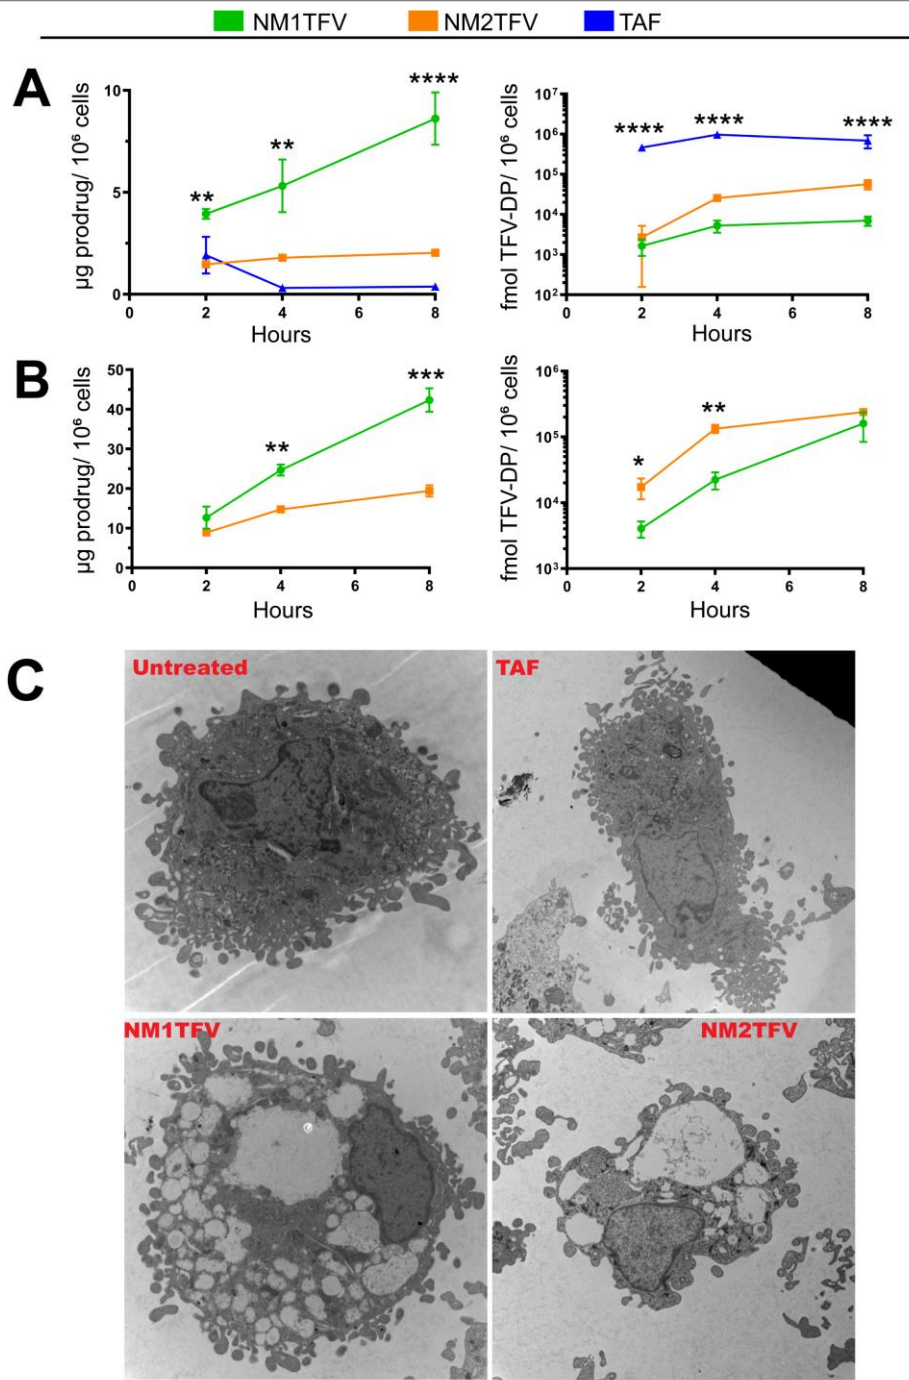 NM1TFV NM2TFV TAF
A
µg prodrug/ 10⁶ cells
10
5
0
0 2 4 6 8
Hours
** ** ****
fmol TFV-DP/ 10⁶ cells
10⁷
10⁶
10⁵
10⁴
10³
10²
0 2 4 6 8
Hours
**** **** ****
B
µg prodrug/ 10⁶ cells
50
40
30
20
10
0
0 2 4 6 8
Hours
** ***
fmol TFV-DP/ 10⁶ cells
10⁶
10⁵
10⁴
10³
0 2 4 6 8
Hours
* **
C
Untreated
TAF
NM1TFV
NM2TFV